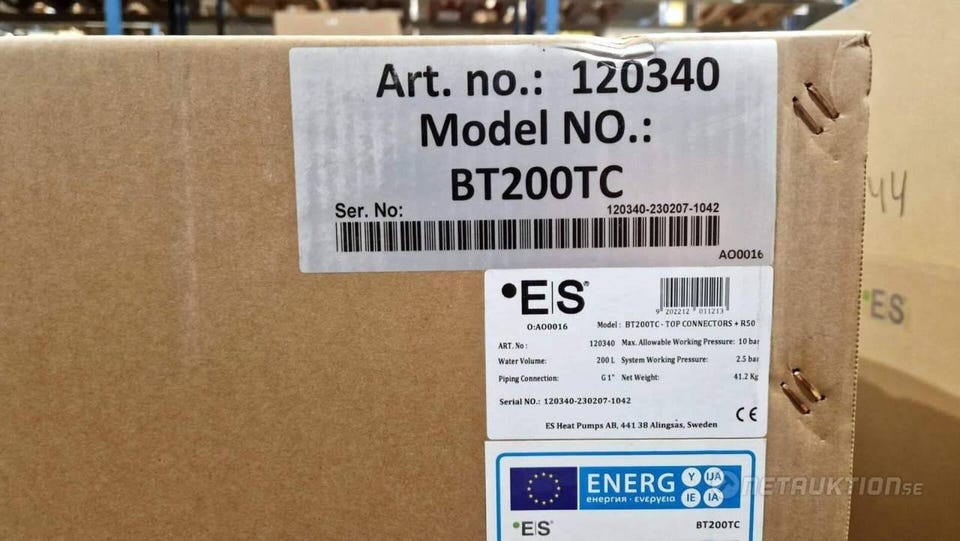 Art. no.: 120340
Model NO.:
BT200TC
Ser. No: 120340-230207-1042
AO0016
44
E|S®
9 202212 011213
O:AO0016 Model : BT200TC - TOP CONNECTORS + R50
ART. No : 120340 Max. Allowable Working Pressure: 10 bar
Water Volume: 200 L System Working Pressure: 2.5 bar
Piping Connection: G 1" Net Weight: 41.2 Kg
Serial NO.: 120340-230207-1042
CE
ES Heat Pumps AB, 441 38 Alingsås, Sweden
ES
ENERG Y IJA
енергия · ενεργεια IE IA
NETAUKTION.SE
E|S® BT200TC